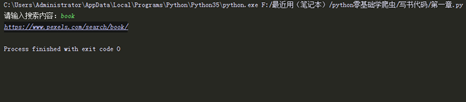 C:\Users\Administrator\AppData\Local\Programs\Python\Python35\python.exe F:/最近用（笔记本）/python零基础学爬虫/写书代码/第一章.py
请输入搜索内容：book
https://www.pexels.com/search/book/
Process finished with exit code 0